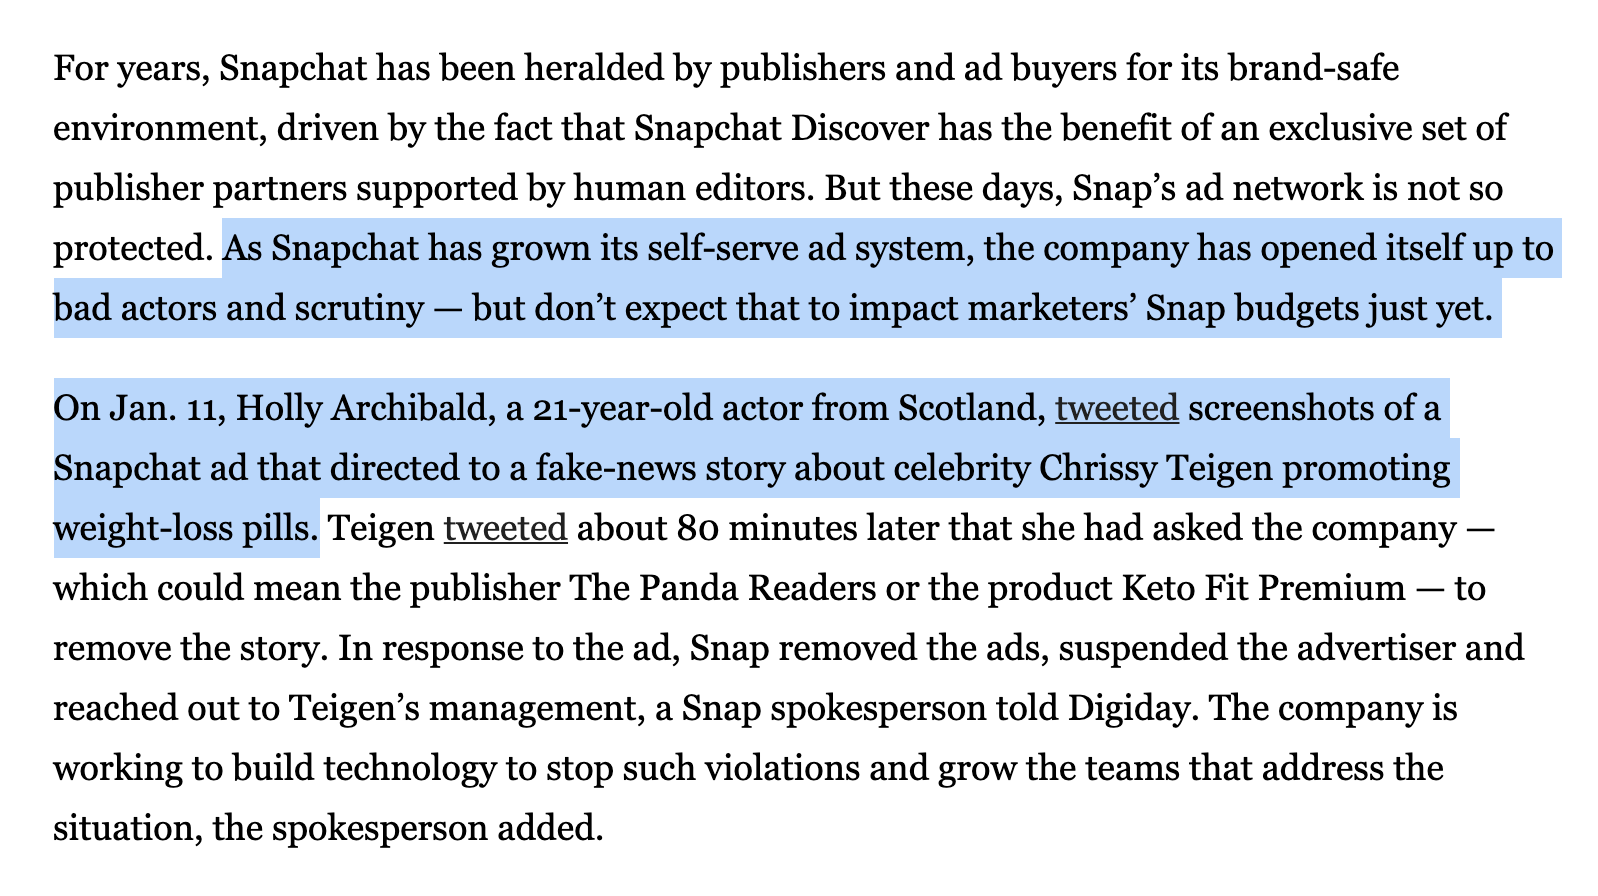 For years, Snapchat has been heralded by publishers and ad buyers for its brand-safe
environment, driven by the fact that Snapchat Discover has the benefit of an exclusive set of
publisher partners supported by human editors. But these days, Snap’s ad network is not so
protected. As Snapchat has grown its self-serve ad system, the company has opened itself up to
bad actors and scrutiny — but don’t expect that to impact marketers’ Snap budgets just yet.
On Jan. 11, Holly Archibald, a 21-year-old actor from Scotland, tweeted screenshots of a
Snapchat ad that directed to a fake-news story about celebrity Chrissy Teigen promoting
weight-loss pills. Teigen tweeted about 80 minutes later that she had asked the company —
which could mean the publisher The Panda Readers or the product Keto Fit Premium — to
remove the story. In response to the ad, Snap removed the ads, suspended the advertiser and
reached out to Teigen’s management, a Snap spokesperson told Digiday. The company is
working to build technology to stop such violations and grow the teams that address the
situation, the spokesperson added.